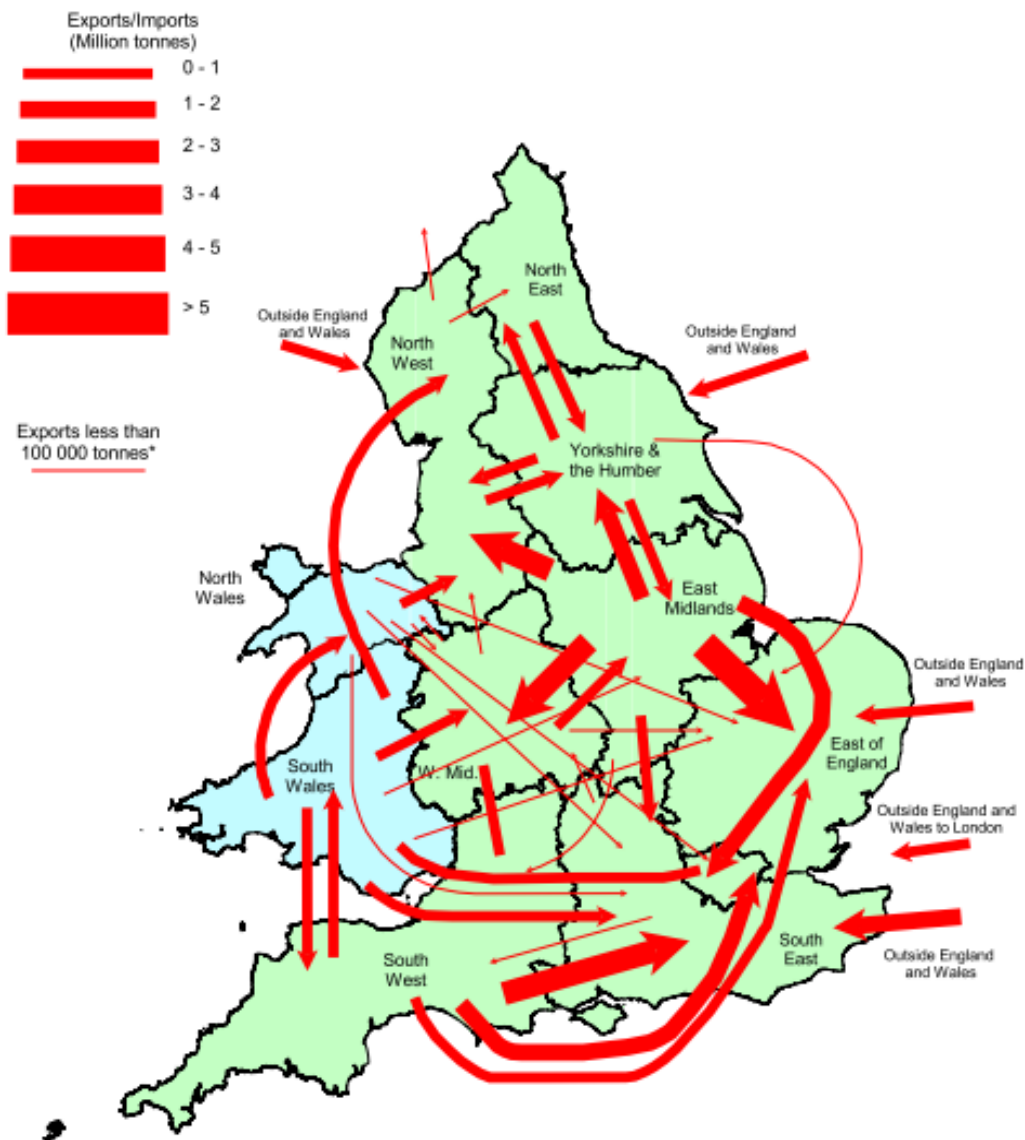 Exports/Imports
(Million tonnes)
0 - 1
1 - 2
2 - 3
3 - 4
4 - 5
> 5
Exports less than
100 000 tonnes*
Outside England
and Wales
North
East
North
West
Outside England
and Wales
Yorkshire &
the Humber
North
Wales
East
Midlands
Outside England
and Wales
East of
England
South
Wales
W. Mid.
Outside England and
Wales to London
South
West
South
East
Outside England
and Wales